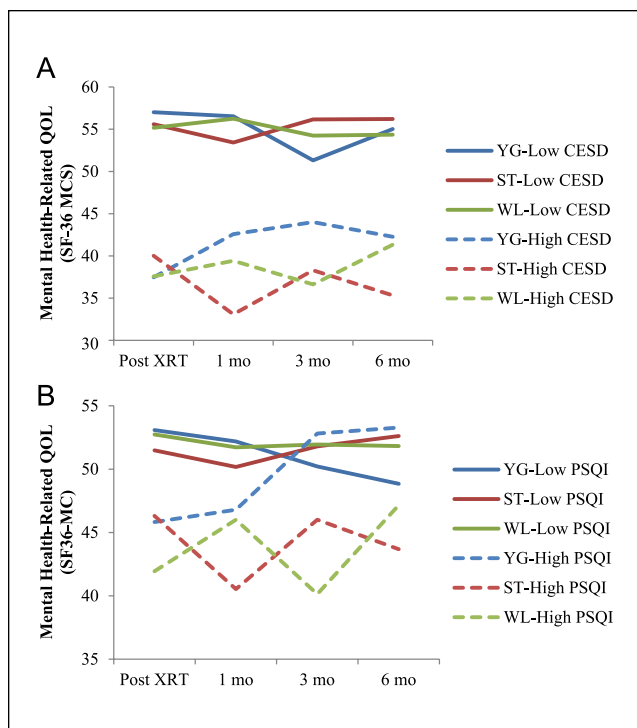 A
Mental Health-Related QOL
(SF-36 MCS)
60
55
50
45
40
35
30
Post XRT 1 mo 3 mo 6 mo
YG-Low CESD
ST-Low CESD
WL-Low CESD
YG-High CESD
ST-High CESD
WL-High CESD
B
Mental Health-Related QOL
(SF36-MC)
55
50
45
40
35
Post XRT 1 mo 3 mo 6 mo
YG-Low PSQI
ST-Low PSQI
WL-Low PSQI
YG-High PSQI
ST-High PSQI
WL-High PSQI